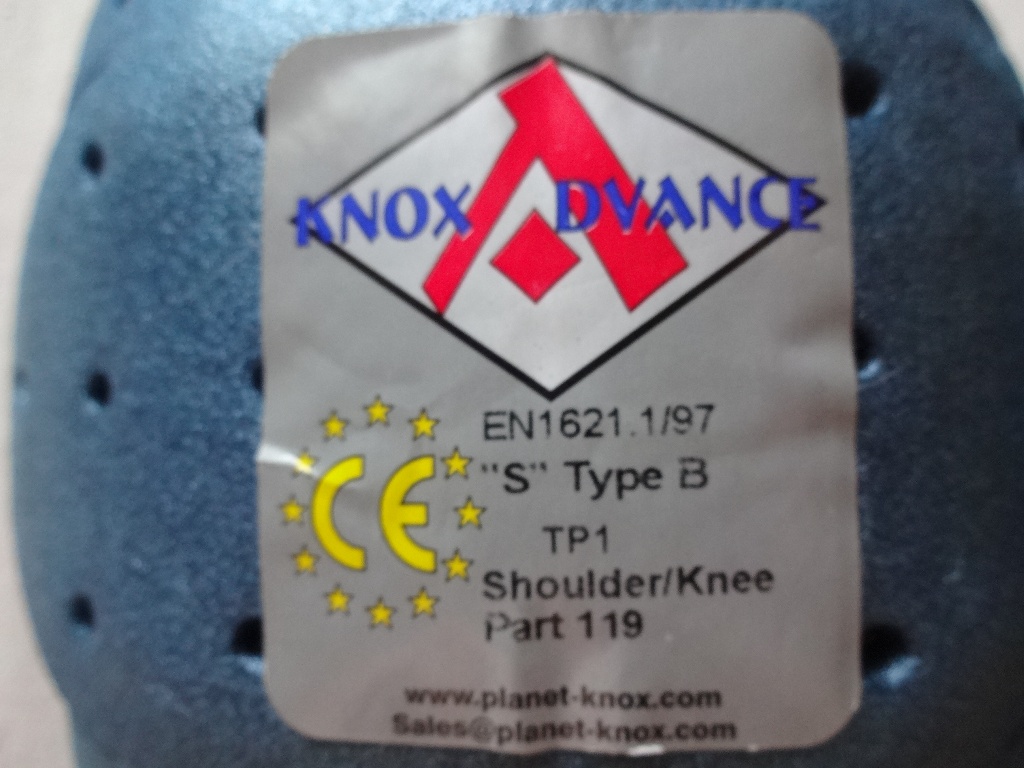 KNOX ADVANCE
CE
EN1621.1/97
"S" Type B
TP1
Shoulder/Knee
Part 119
www.planet-knox.com
Sales@planet-knox.com